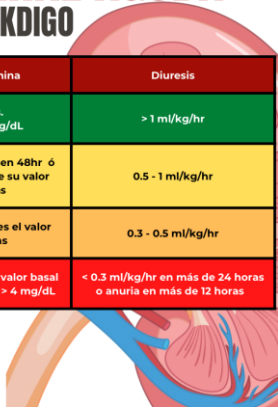 KDIGO
Diuresis
> 1 ml/kg/hr
g/dL
en 48hr ó
0.5 - 1 ml/kg/hr
e su valor
es el valor
0.3 - 0.5 ml/kg/hr
valor basal
< 0.3 ml/kg/hr en más de 24 horas
> 4 mg/dL
o anuria en más de 12 horas